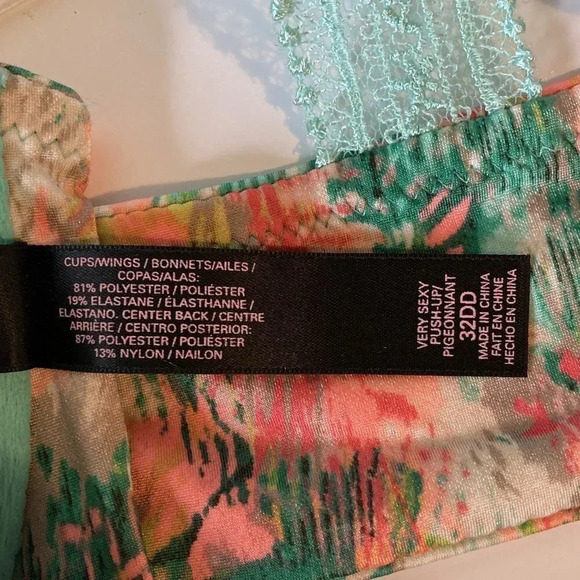 CUPS/WINGS / BONNETS/AILES /
COPAS/ALAS:
81% POLYESTER / POLIÉSTER
19% ELASTANE / ÉLASTHANNE /
ELASTANO. CENTER BACK / CENTRE
ARRIÈRE / CENTRO POSTERIOR:
87% POLYESTER / POLIÉSTER
13% NYLON / NAILON
VERY SEXY
PUSH-UP/
PIGEONNANT
32DD
MADE IN CHINA
FAIT EN CHINE
HECHO EN CHINA